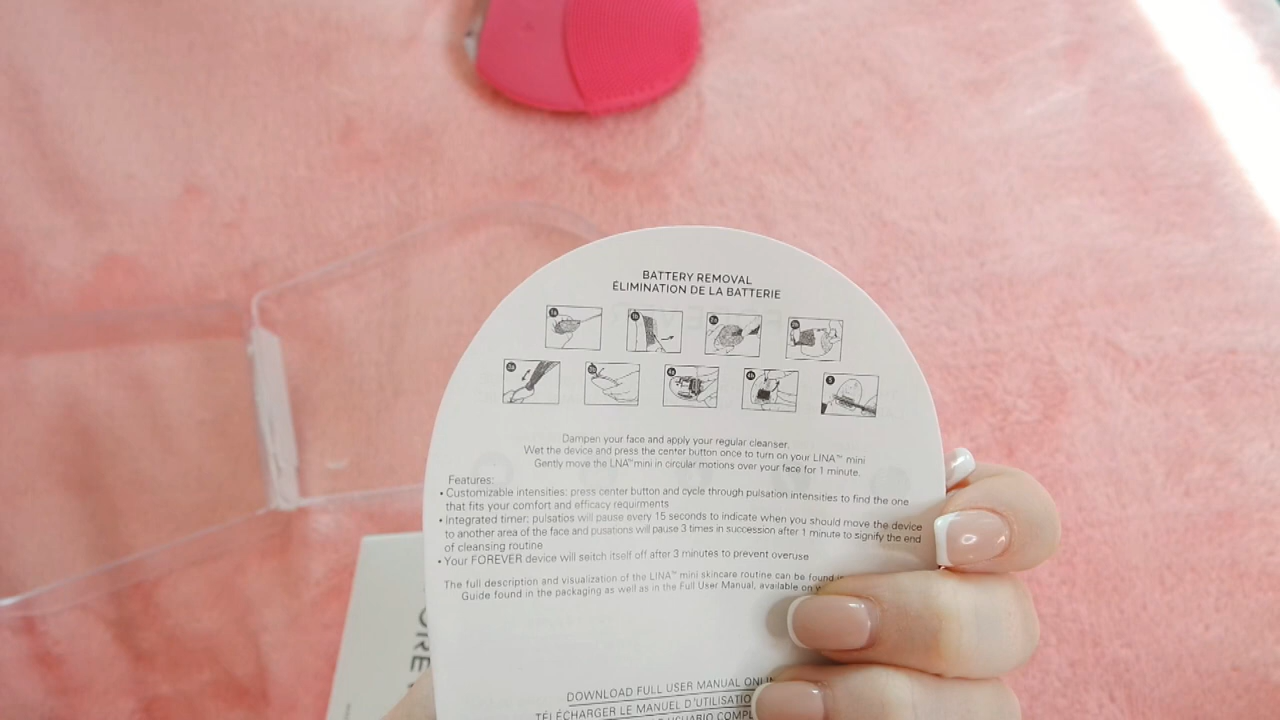 BATTERY REMOVAL
ÉLIMINATION DE LA BATTERIE
Dampen your face and apply your regular cleanser.
Wet the device and press the center button once to turn on your LINA™ mini
Gently move the LNA™mini in circular motions over your face for 1 minute.
Features:
• Customizable intensities: press center button and cycle through pulsation intensities to find the one
that fits your comfort and efficacy requirments
• Integrated timer: pulsatios will pause every 15 seconds to indicate when you should move the device
to another area of the face and pusations will pause 3 times in succession after 1 minute to signify the end
of cleansing routine
• Your FOREVER device will seitch itself off after 3 minutes to prevent overuse
The full description and visualization of the LINA™ mini skincare routine can be found
Guide found in the packaging as well as in the Full User Manual, available on
DOWNLOAD FULL USER MANUAL
TÉLÉCHARGER LE MANUEL